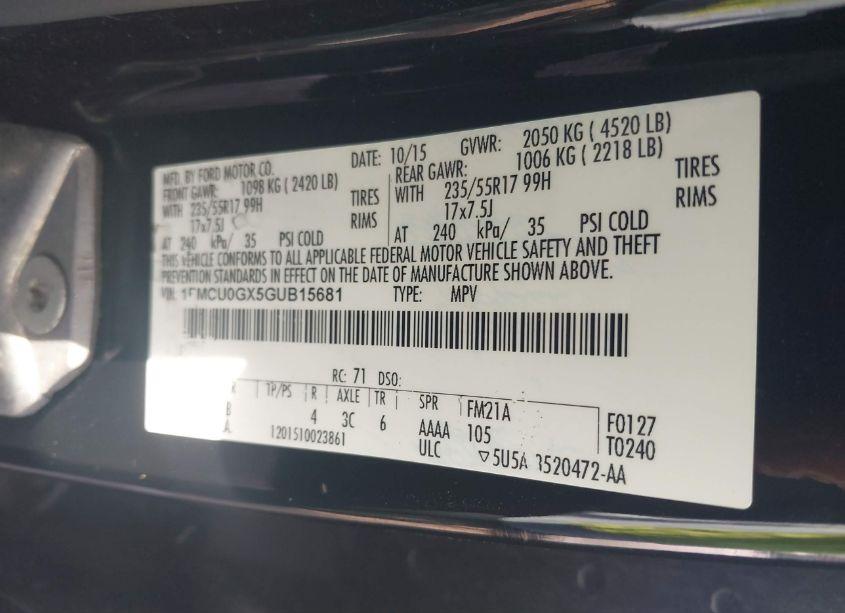 MFD. BY FORD MOTOR CO. DATE: 10/15 GVWR: 2050 KG ( 4520 LB)
FRONT GAWR: 1098 KG ( 2420 LB) REAR GAWR: 1006 KG ( 2218 LB)
WITH 235/55R17 99H TIRES WITH 235/55R17 99H TIRES
17x7.5J RIMS 17x7.5J RIMS
AT 240 kPa/ 35 PSI COLD AT 240 kPa/ 35 PSI COLD
THIS VEHICLE CONFORMS TO ALL APPLICABLE FEDERAL MOTOR VEHICLE SAFETY AND THEFT
PREVENTION STANDARDS IN EFFECT ON THE DATE OF MANUFACTURE SHOWN ABOVE.
VIN: 1FMCU0GX5GUB15681 TYPE: MPV
RC: 71 DSO:
R TP/PS R AXLE TR SPR FM21A F0127
B 4 3C 6 AAAA 105 T0240
A. 1201510023861 ULC ▽5U5A 3520472-AA